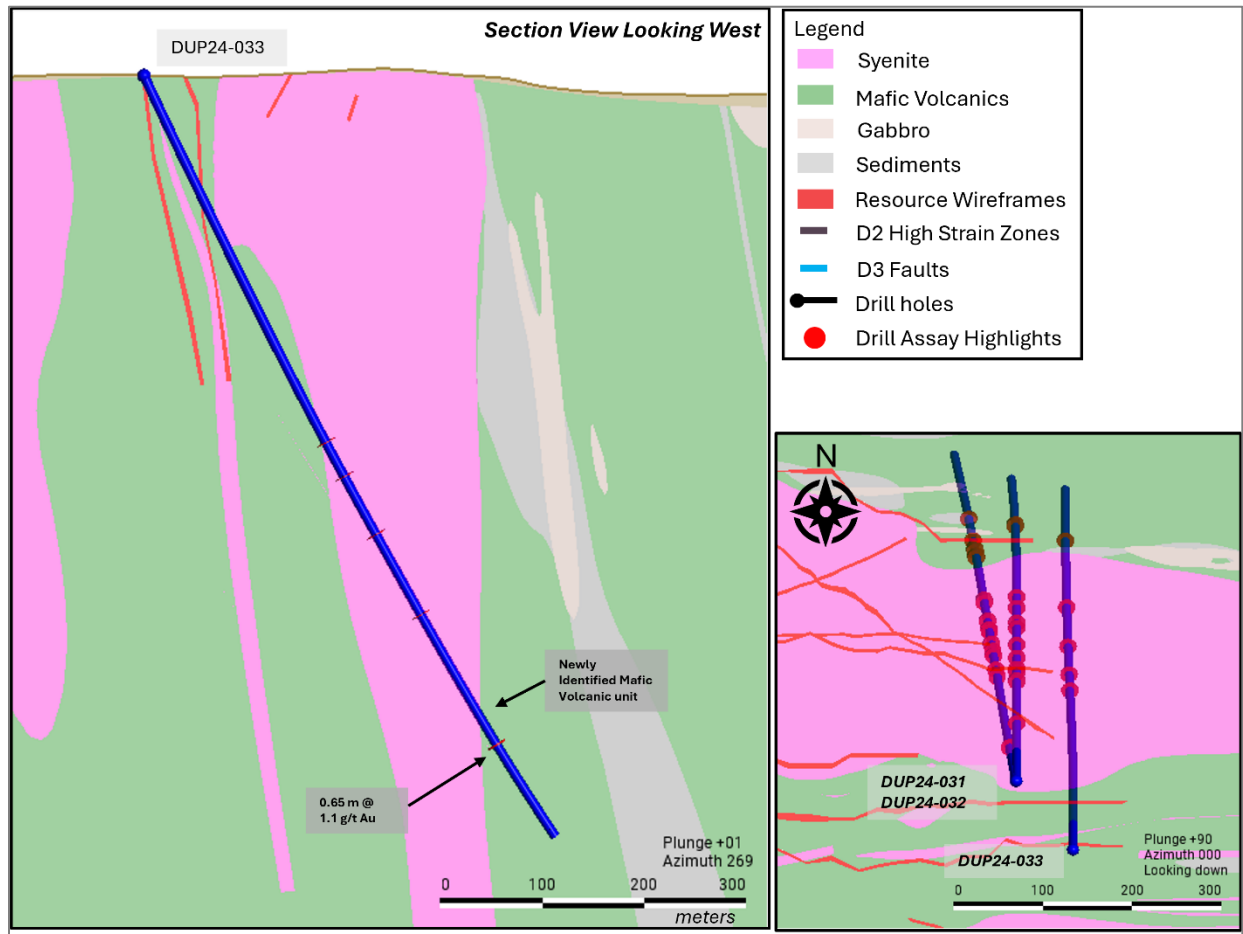 DUP24-033
Section View Looking West
Newly
Identified Mafic
Volcanic unit
0.65 m @
1.1 g/t Au
Plunge +01
Azimuth 269
0 100 200 300
meters
Legend
Syenite
Mafic Volcanics
Gabbro
Sediments
Resource Wireframes
D2 High Strain Zones
D3 Faults
Drill holes
Drill Assay Highlights
N
DUP24-031
DUP24-032
DUP24-033
Plunge +90
Azimuth 000
Looking down
0 100 200 300